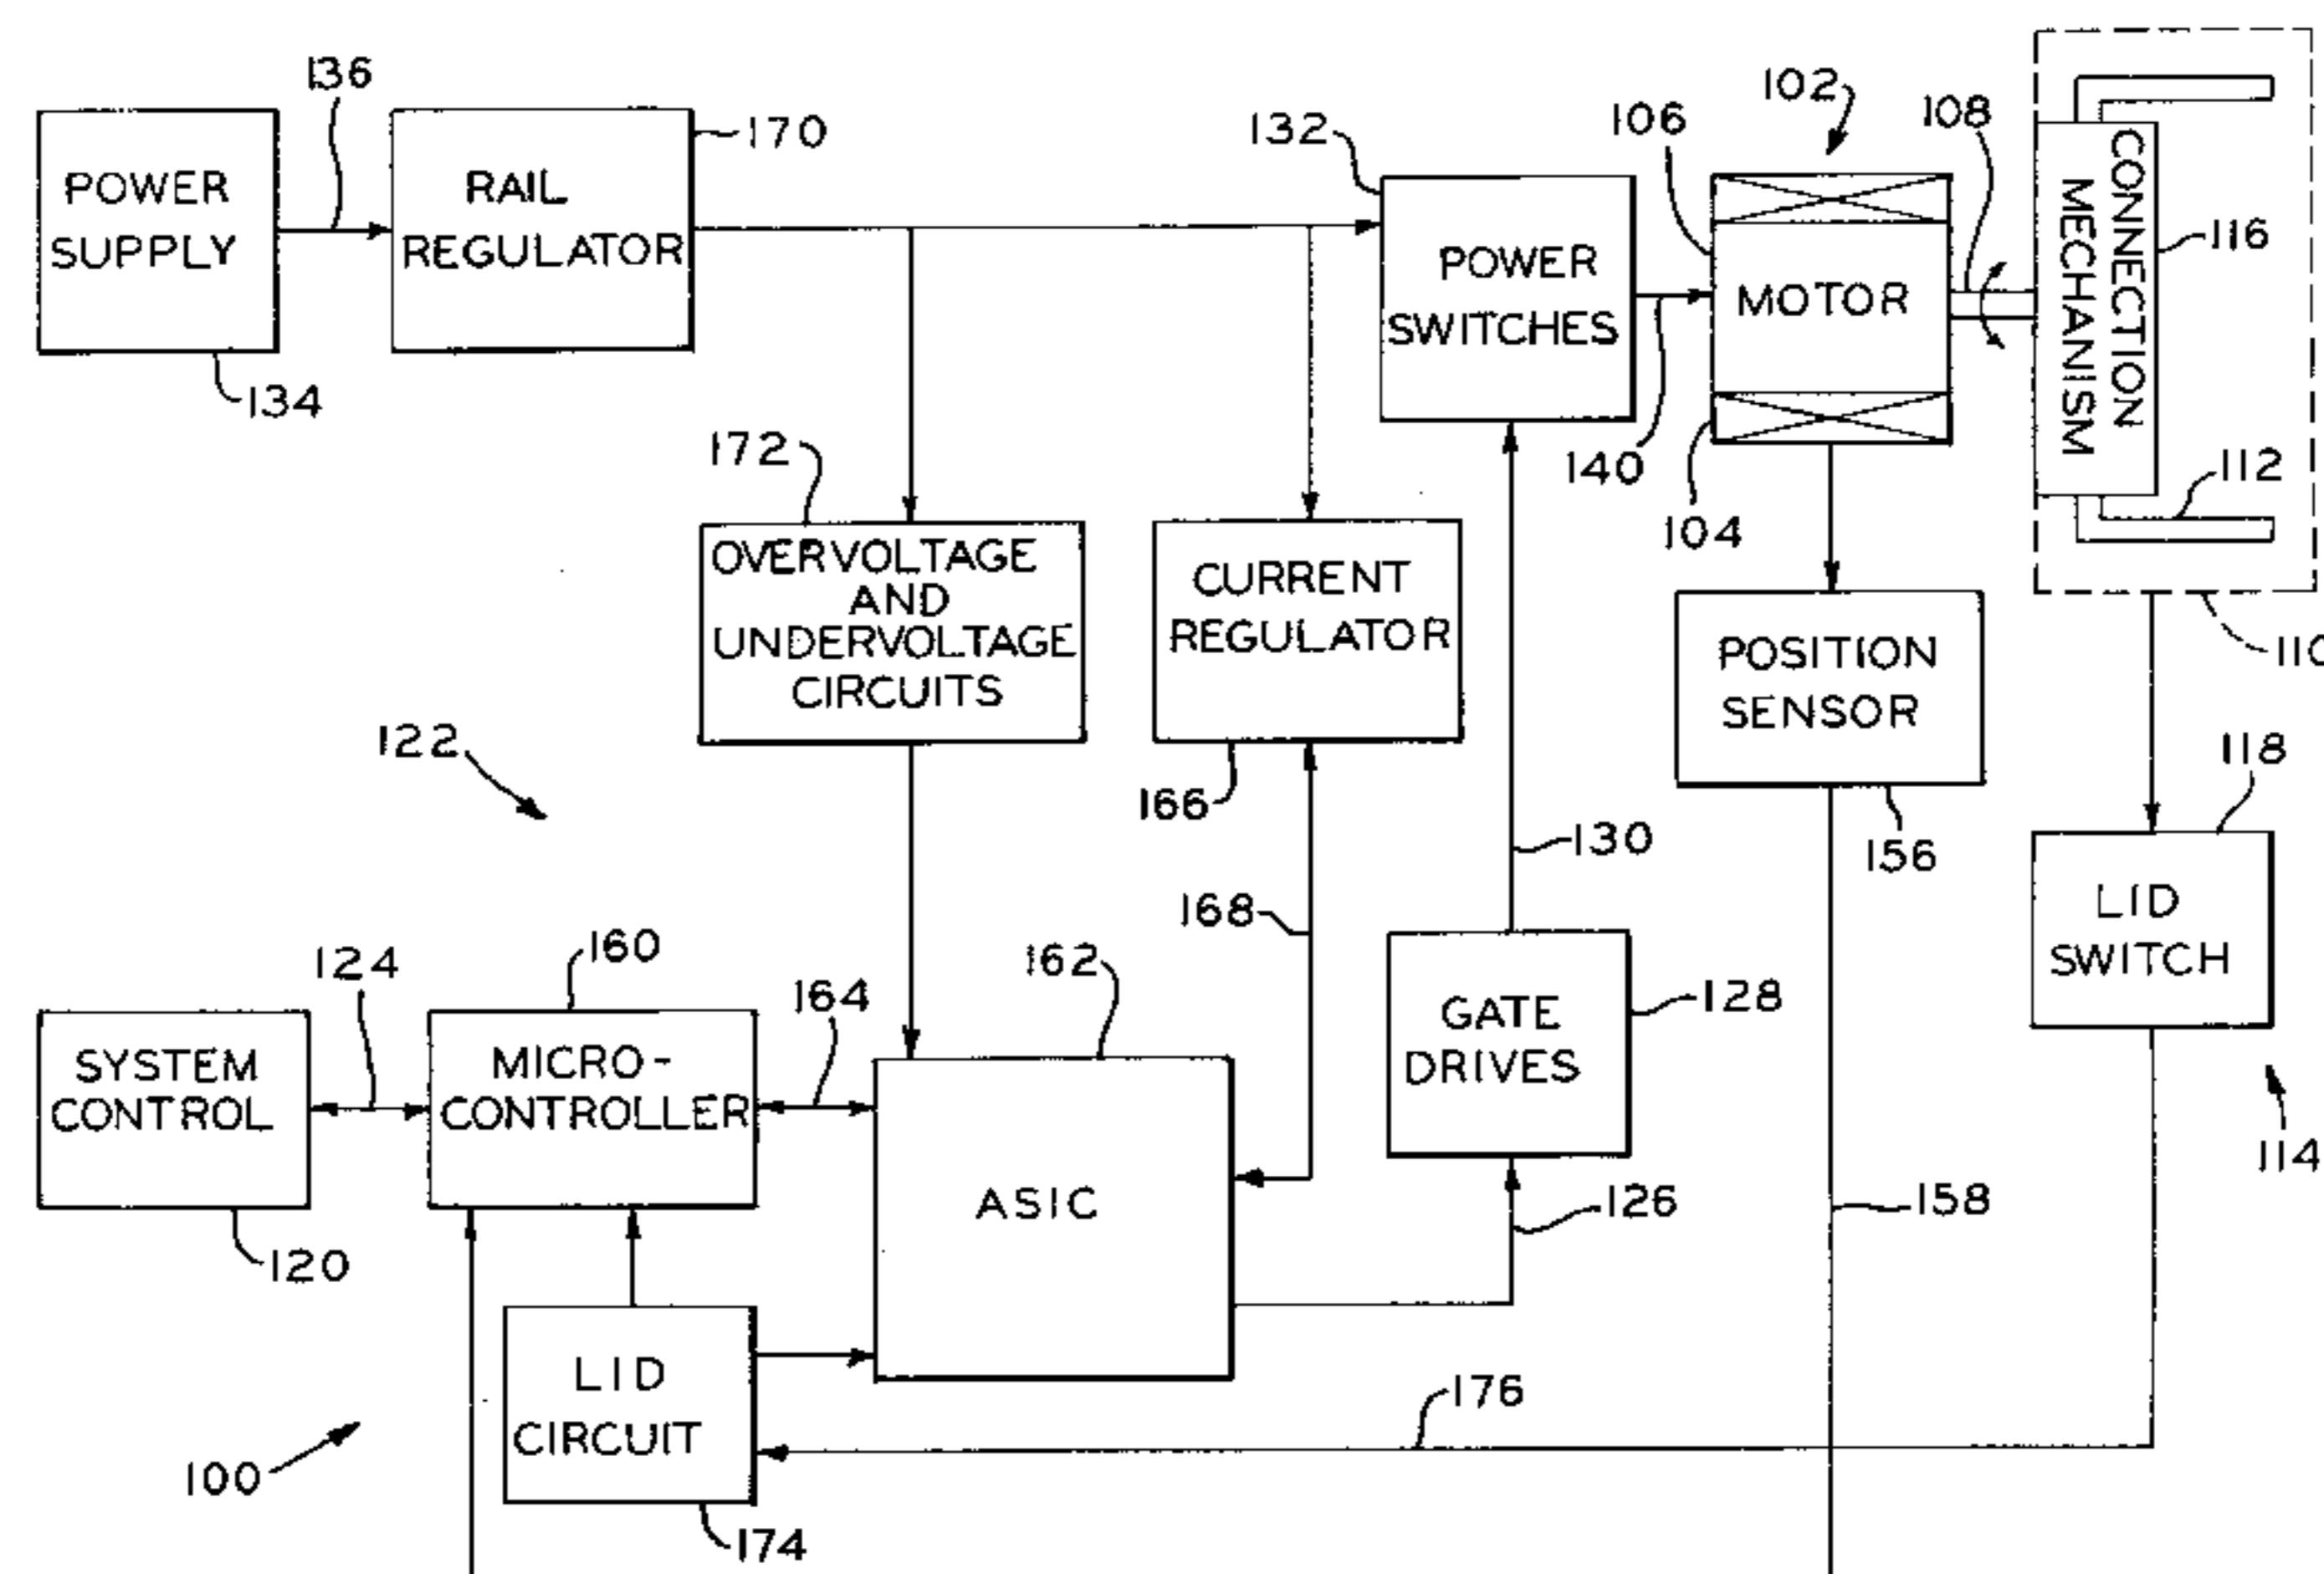 136
170
POWER
SUPPLY
RAIL
REGULATOR
134
132
106
102
108
POWER
SWITCHES
MOTOR
CONNECTION
MECHANISM
116
140
104
112
110
172
OVERVOLTAGE
AND
UNDERVOLTAGE
CIRCUITS
CURRENT
REGULATOR
166
POSITION
SENSOR
156
118
LID
SWITCH
114
122
130
168
124
160
164
162
SYSTEM
CONTROL
MICRO-
CONTROLLER
ASIC
GATE
DRIVES
128
126
158
120
LID
CIRCUIT
176
100
174